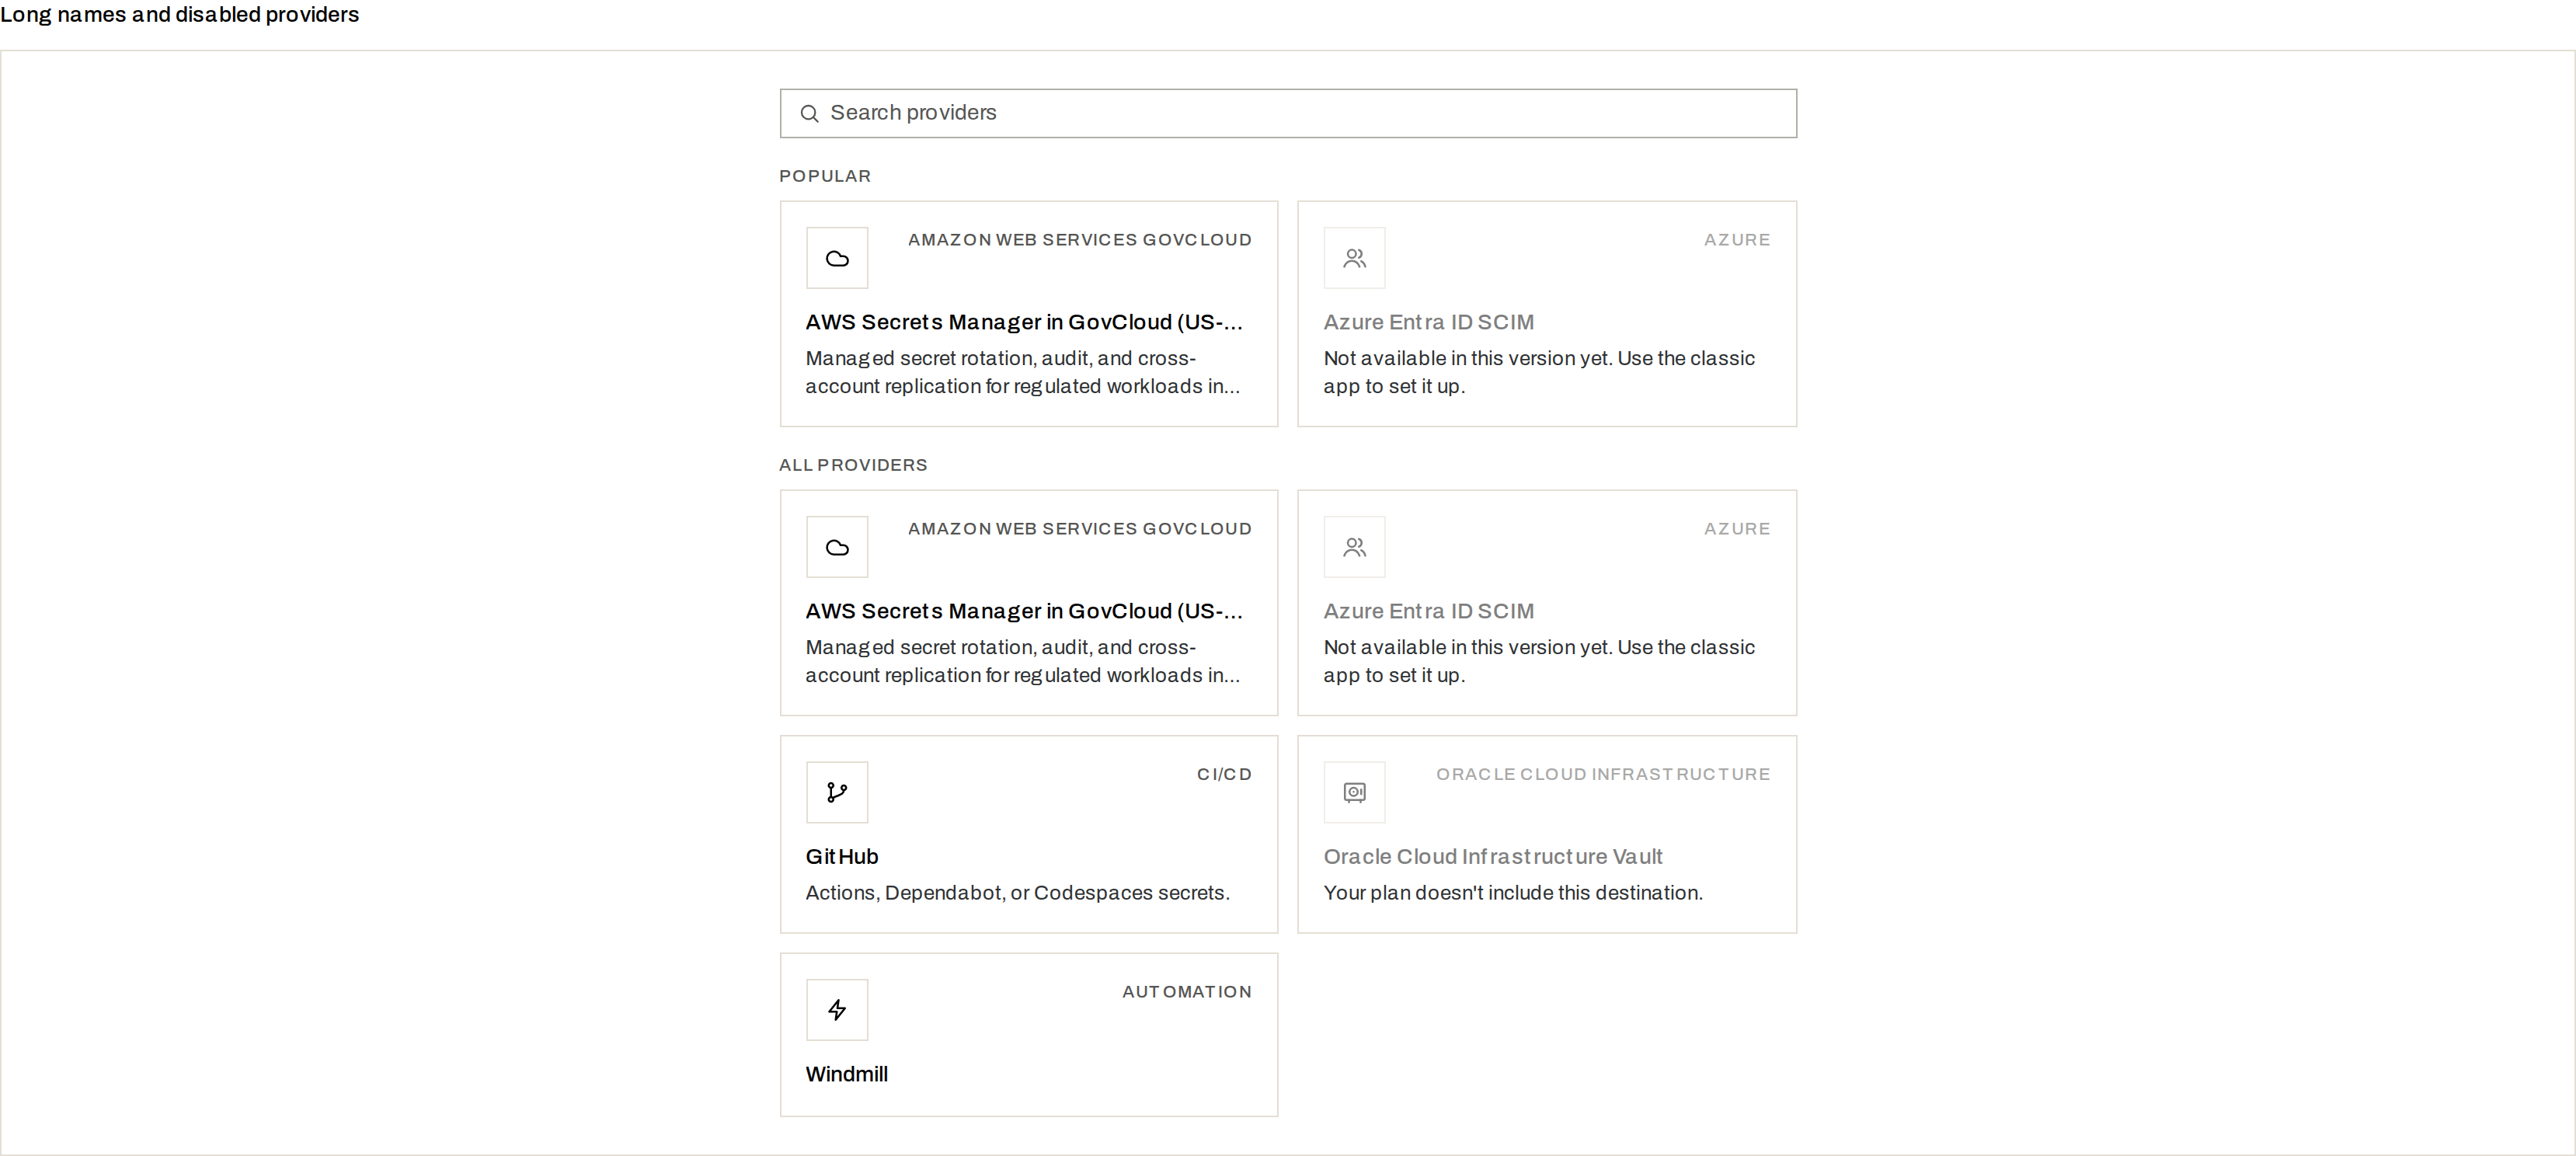 Long names and disabled providers
Search providers
POPULAR
AMAZON WEB SERVICES GOVCLOUD
AWS Secrets Manager in GovCloud (US-...
Managed secret rotation, audit, and cross-
account replication for regulated workloads in...
AZURE
Azure Entra ID SCIM
Not available in this version yet. Use the classic
app to set it up.
ALL PROVIDERS
AMAZON WEB SERVICES GOVCLOUD
AWS Secrets Manager in GovCloud (US-...
Managed secret rotation, audit, and cross-
account replication for regulated workloads in...
AZURE
Azure Entra ID SCIM
Not available in this version yet. Use the classic
app to set it up.
CI/CD
GitHub
Actions, Dependabot, or Codespaces secrets.
ORACLE CLOUD INFRASTRUCTURE
Oracle Cloud Infrastructure Vault
Your plan doesn't include this destination.
AUTOMATION
Windmill